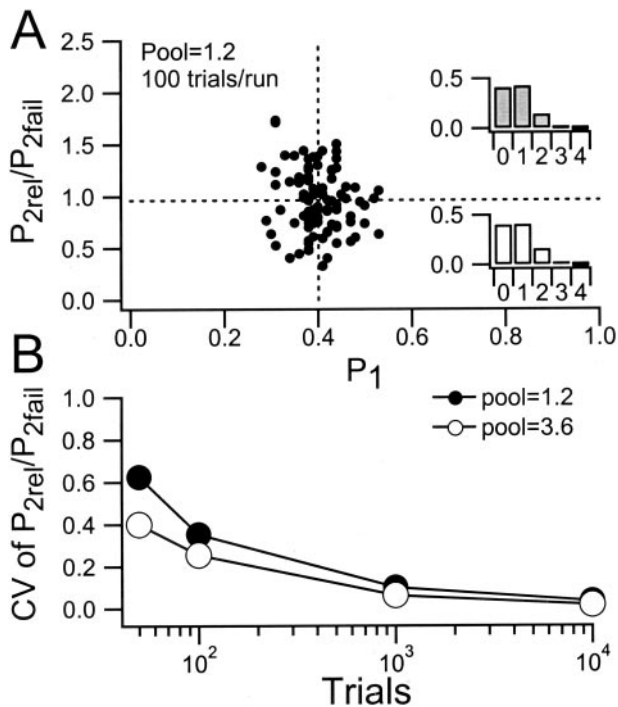 A
Pool=1.2
100 trials/run
P2rel/P2fail
2.5
2.0
1.5
1.0
0.5
0.0
0.5
0.0
0 1 2 3 4
0.5
0.0
0 1 2 3 4
0.0 0.2 0.4 0.6 0.8 1.0
P1
B
pool=1.2
pool=3.6
CV of P2rel/P2fail
1.0
0.8
0.6
0.4
0.2
0.0
10^2 10^3 10^4
Trials